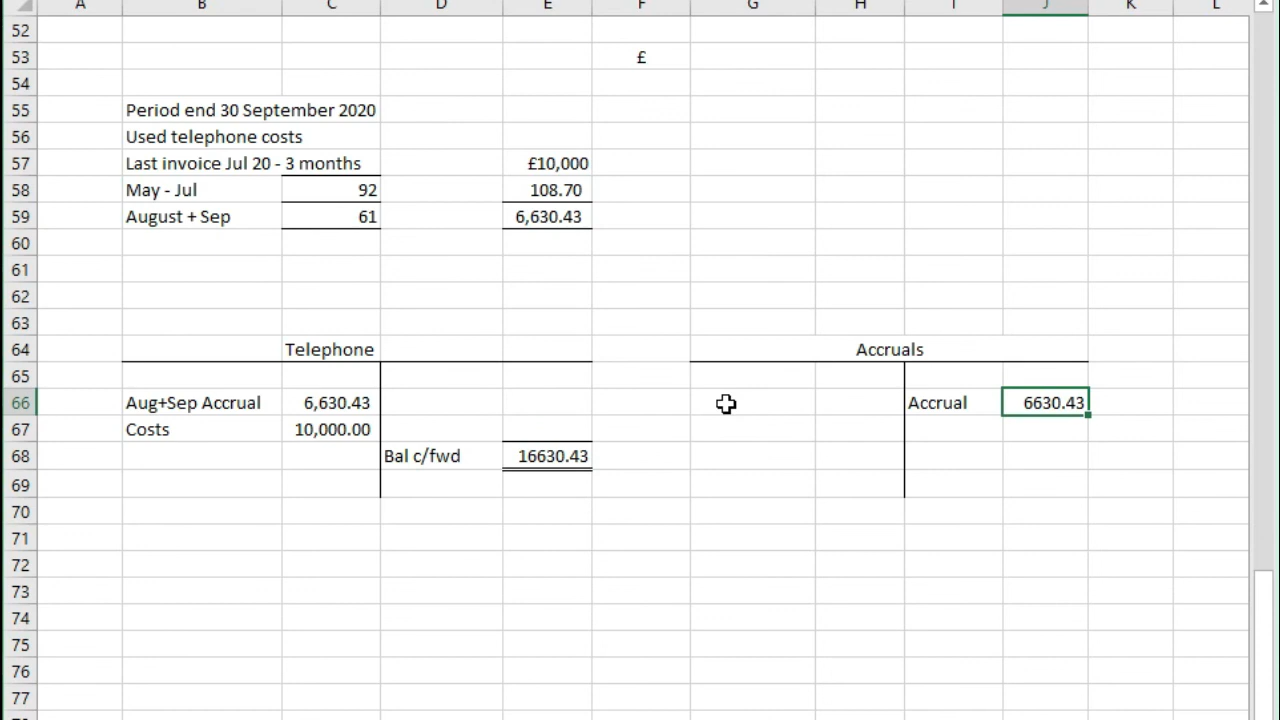 A B C D E F G H I J K L
52
53 £
54
55 Period end 30 September 2020
56 Used telephone costs
57 Last invoice Jul 20 - 3 months £10,000
58 May - Jul 92 108.70
59 August + Sep 61 6,630.43
60
61
62
63
64 Telephone Accruals
65
66 Aug+Sep Accrual 6,630.43 Accrual 6630.43
67 Costs 10,000.00
68 Bal c/fwd 16630.43
69
70
71
72
73
74
75
76
77